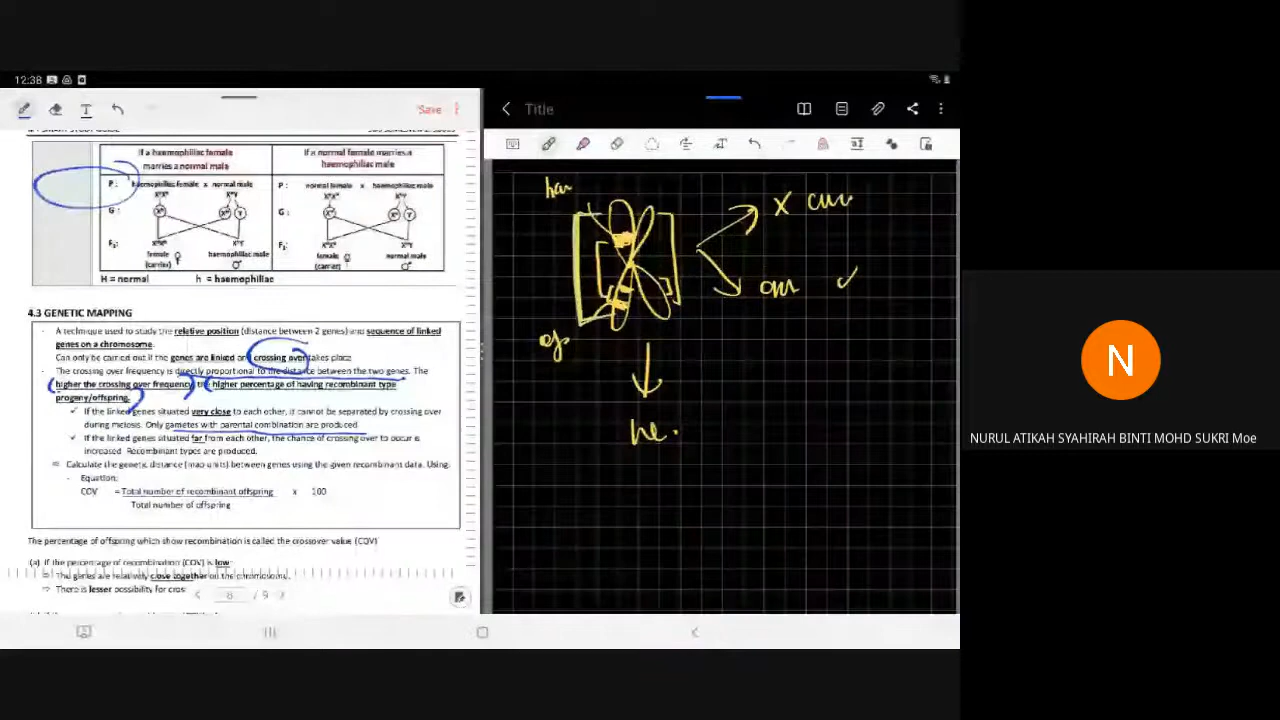 12:38
Save
Title
If a haemophiliac female
marries a normal male
If a normal female marries a
haemophiliac male
P :
haemophiliac female x normal male
P :
normal female x haemophiliac male
G :
G :
F₁:
F₁:
female
(carrier)
haemophiliac male
female
(carrier)
normal male
H = normal h = haemophiliac
4.3 GENETIC MAPPING
- A technique used to study the relative position (distance between 2 genes) and sequence of linked
genes on a chromosome.
Can only be carried out if the genes are linked and crossing over takes place
- The crossing over frequency is directly proportional to the distance between the two genes. The
higher the crossing over frequency, the higher percentage of having recombinant type
progeny/offspring.
✓ If the linked genes situated very close to each other, it cannot be separated by crossing over
during meiosis. Only gametes with parental combination are produced
✓ If the linked genes situated far from each other, the chance of crossing over to occur is
increased. Recombinant types are produced.
Calculate the genetic distance (map units) between genes using the given recombinant data. Using:
- Equation:
COV = Total number of recombinant offspring x 100
Total number of offspring
The percentage of offspring which show recombination is called the crossover value (COV)
(a) If the percentage of recombination (COV) is low
⇒ The genes are relatively close together on the chromosome.
⇒ There is lesser possibility for cros
8 / 9
N
NURUL ATIKAH SYAHIRAH BINTI MOHD SUKRI Moe